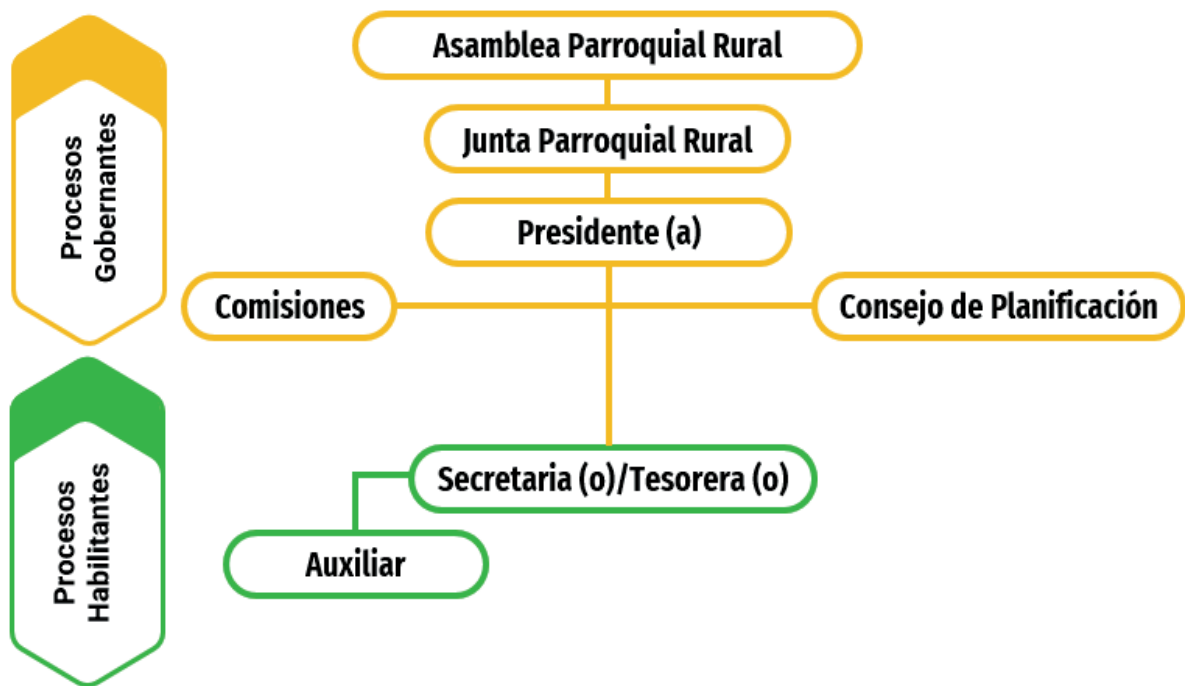 Asamblea Parroquial Rural
Junta Parroquial Rural
Presidente (a)
Comisiones
Consejo de Planificación
Procesos
Gobernantes
Secretaria (o)/Tesorera (o)
Auxiliar
Procesos
Habilitantes